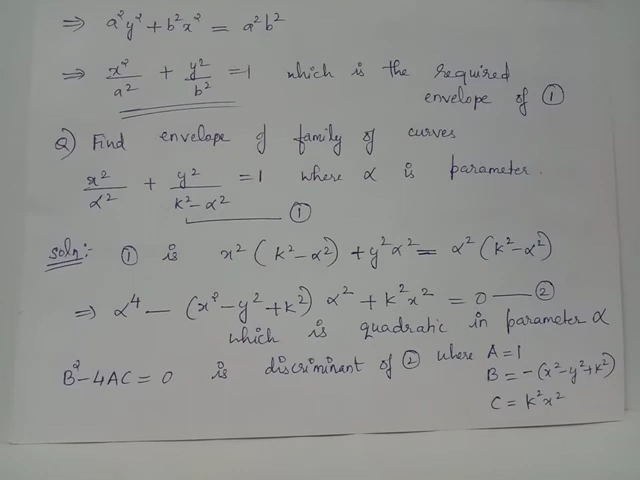 ⇒ a²y² + b²x² = a²b²
⇒ x²/a² + y²/b² = 1 which is the required
envelope of ①
Q) Find envelope of family of curves
x²/α² + y²/(k² - α²) = 1 where α is parameter.
①
soln:- ① is x²(k² - α²) + y²α² = α²(k² - α²)
⇒ α⁴ - (x² - y² + k²) α² + k²x² = 0 — ②
which is quadratic in parameter α
B² - 4AC = 0 is discriminant of ② where A = 1
B = -(x² - y² + k²)
C = k²x²